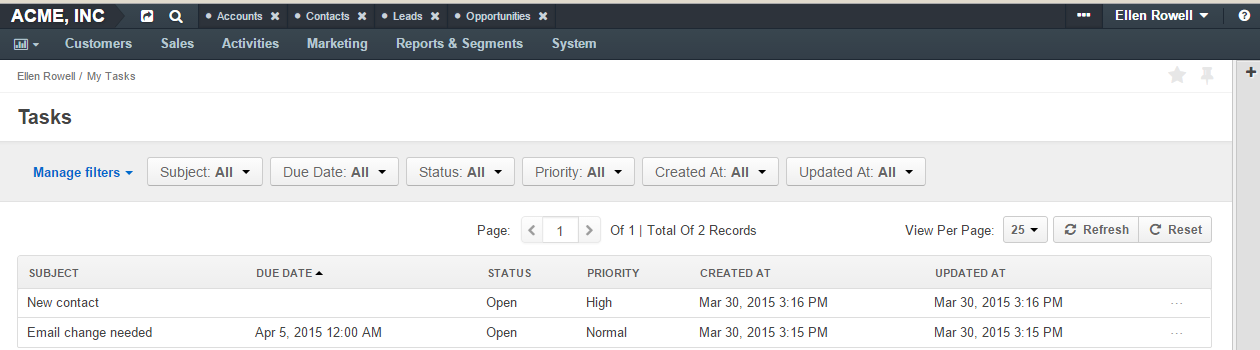 ACME, INC Accounts Contacts Leads Opportunities Ellen Rowell
Customers Sales Activities Marketing Reports & Segments System
Ellen Rowell / My Tasks
Tasks
Manage filters Subject: All Due Date: All Status: All Priority: All Created At: All Updated At: All
Page: 1 Of 1 | Total Of 2 Records View Per Page: 25 Refresh Reset
SUBJECT DUE DATE STATUS PRIORITY CREATED AT UPDATED AT
New contact Open High Mar 30, 2015 3:16 PM Mar 30, 2015 3:16 PM ...
Email change needed Apr 5, 2015 12:00 AM Open Normal Mar 30, 2015 3:15 PM Mar 30, 2015 3:15 PM ...